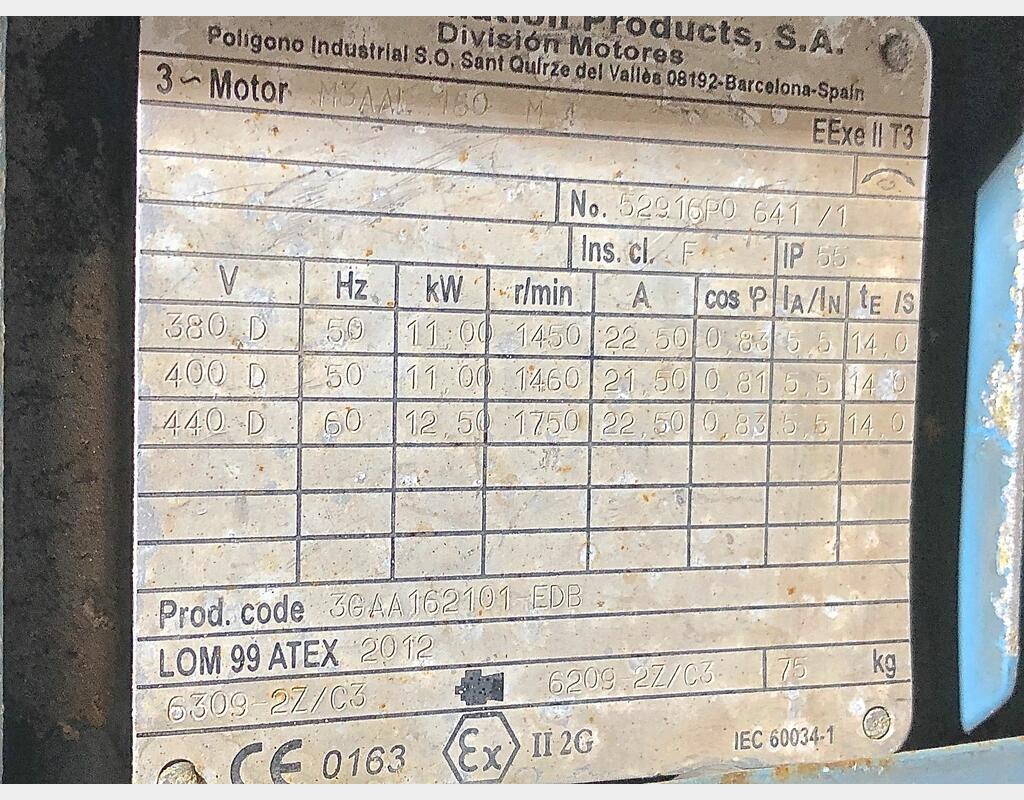 Products, S.A.
División Motores
Polígono Industrial S.O. Sant Quirze del Vallès 08192-Barcelona-Spain
3 ~ Motor M3AAL 160 M 4
EExe II T3
No. 52916P0 641 /1
Ins. cl. F IP 55
V Hz kW r/min A cos φ IA/IN tE /S
380 D 50 11,00 1450 22,50 0,83 5,5 14,0
400 D 50 11,00 1460 21,50 0,81 5,5 14,0
440 D 60 12,50 1750 22,50 0,83 5,5 14,0
Prod. code 3GAA162101-EDB
LOM 99 ATEX 2012
6309-2Z/C3 6209 2Z/C3 75 kg
CE 0163 Ex II 2G IEC 60034-1